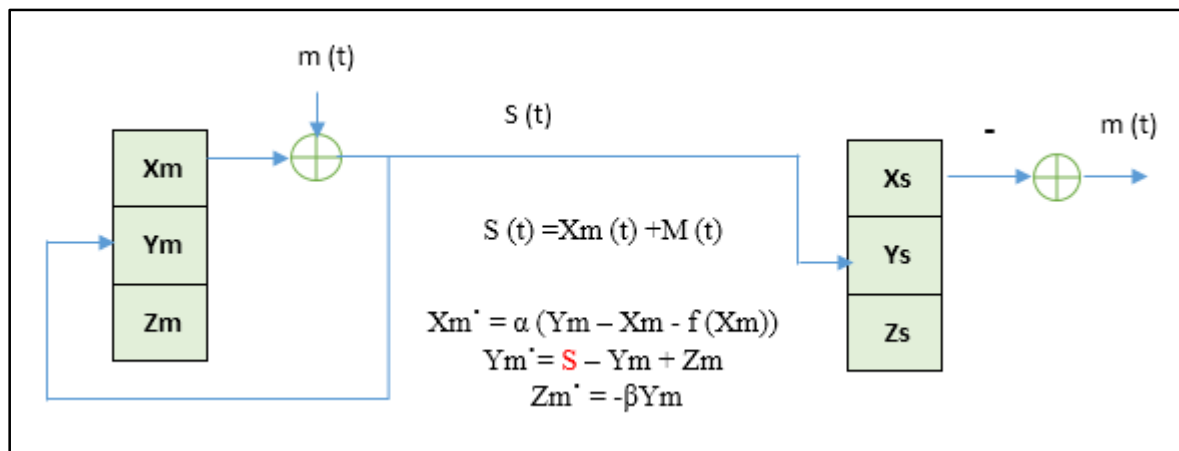 m (t)
S (t)
- m (t)
Xm
Ym
Zm
Xs
Ys
Zs
S (t) =Xm (t) +M (t)
Xm˙ = α (Ym – Xm - f (Xm))
Ym˙= S – Ym + Zm
Zm˙ = -βYm